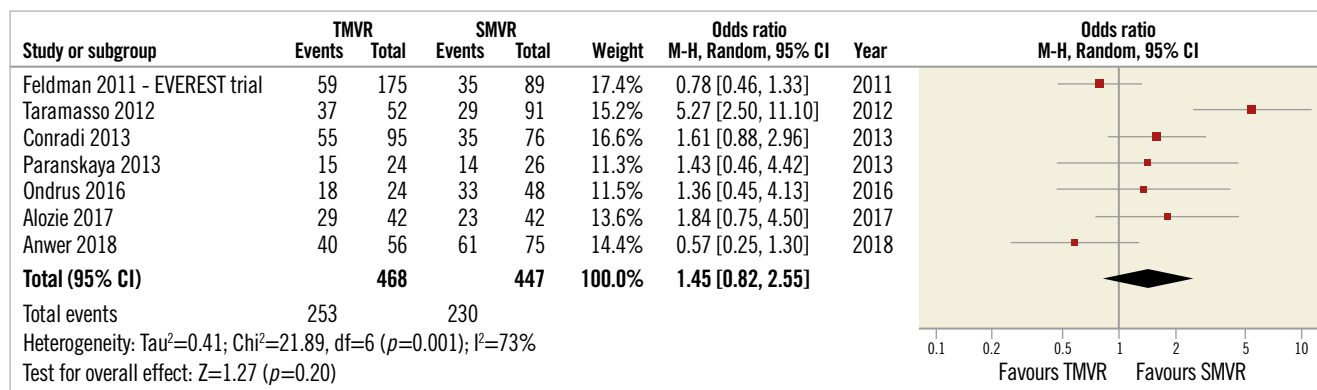 TMVR SMVR Odds ratio Odds ratio
Study or subgroup Events Total Events Total Weight M-H, Random, 95% CI Year M-H, Random, 95% CI
Feldman 2011 - EVEREST trial 59 175 35 89 17.4% 0.78 [0.46, 1.33] 2011
Taramasso 2012 37 52 29 91 15.2% 5.27 [2.50, 11.10] 2012
Conradi 2013 55 95 35 76 16.6% 1.61 [0.88, 2.96] 2013
Paranskaya 2013 15 24 14 26 11.3% 1.43 [0.46, 4.42] 2013
Ondrus 2016 18 24 33 48 11.5% 1.36 [0.45, 4.13] 2016
Alozie 2017 29 42 23 42 13.6% 1.84 [0.75, 4.50] 2017
Anwer 2018 40 56 61 75 14.4% 0.57 [0.25, 1.30] 2018
Total (95% CI) 468 447 100.0% 1.45 [0.82, 2.55]
Total events 253 230
Heterogeneity: Tau²=0.41; Chi²=21.89, df=6 (p=0.001); I²=73%
Test for overall effect: Z=1.27 (p=0.20)
0.1 0.2 0.5 1 2 5 10
Favours TMVR Favours SMVR